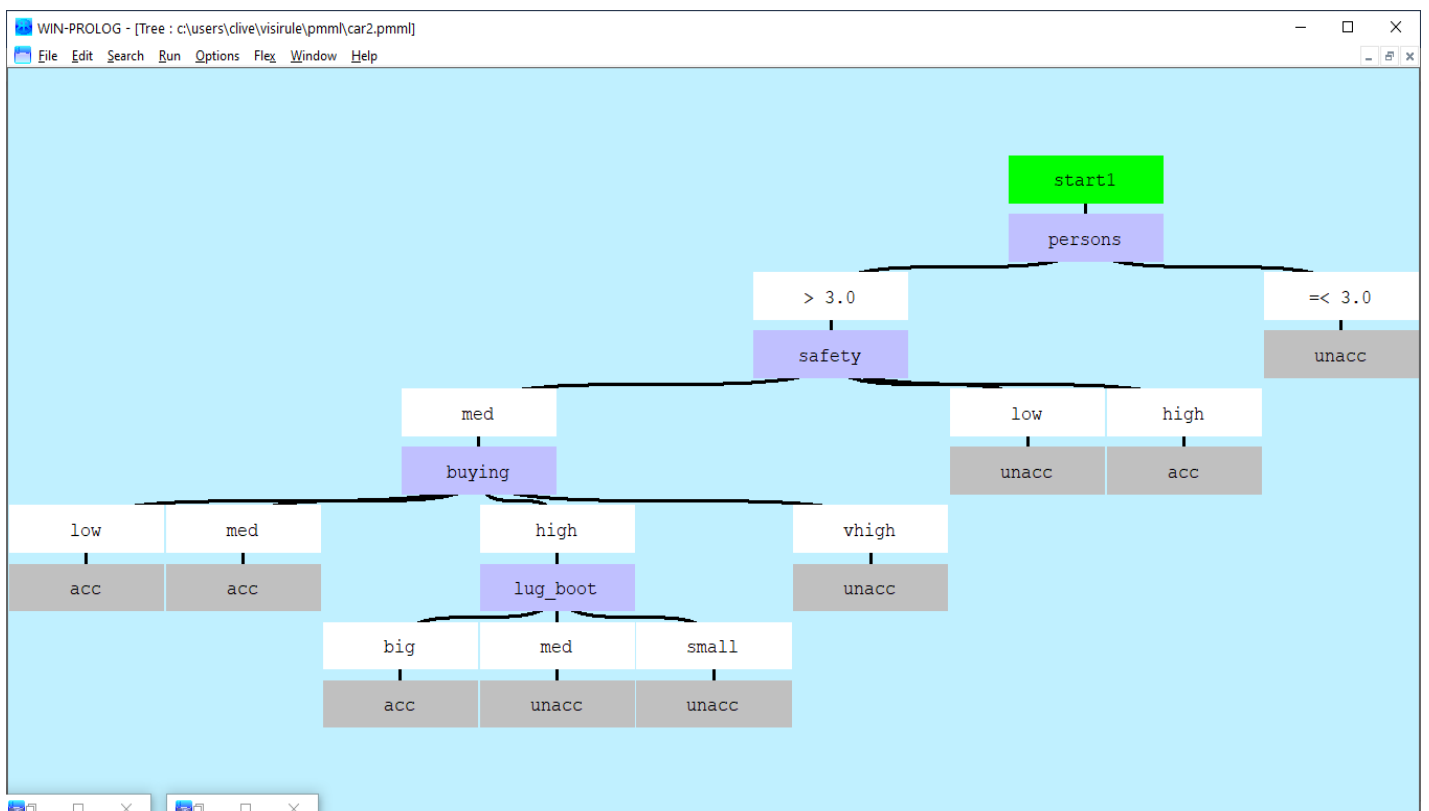 WIN-PROLOG - [Tree : c:\users\clive\visirule\pmml\car2.pmml]
File Edit Search Run Options Flex Window Help
start1
persons
> 3.0 =< 3.0
safety unacc
med low high
buying unacc acc
low med high vhigh
acc acc lug_boot unacc
big med small
acc unacc unacc